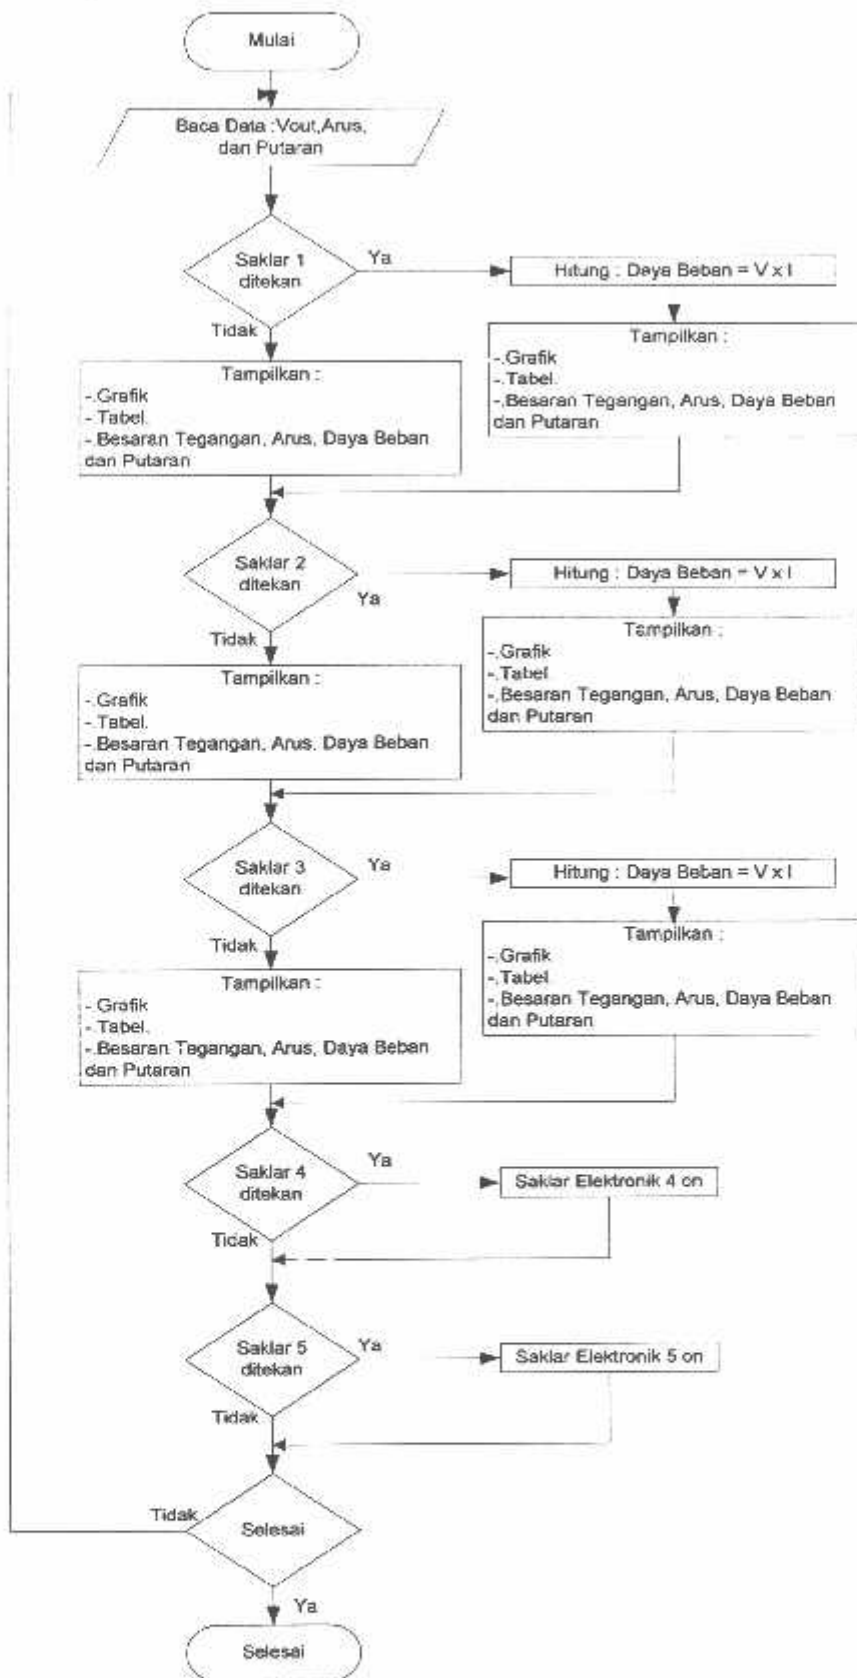 Mulai
Baca Data :Vout,Arus,
dan Putaran
Saklar 1
ditekan
Ya
Hitung : Daya Beban = V x I
Tidak
Tampilkan :
-.Grafik
-.Tabel.
-.Besaran Tegangan, Arus, Daya Beban
dan Putaran
Tampilkan :
-.Grafik
-.Tabel.
-.Besaran Tegangan, Arus, Daya Beban
dan Putaran
Saklar 2
ditekan
Ya
Hitung : Daya Beban = V x I
Tidak
Tampilkan :
-.Grafik
-.Tabel
-.Besaran Tegangan, Arus, Daya Beban
dan Putaran
Tampilkan :
-.Grafik
-.Tabel.
-.Besaran Tegangan, Arus, Daya Beban
dan Putaran
Saklar 3
ditekan
Ya
Hitung : Daya Beban = V x I
Tidak
Tampilkan :
-.Grafik
-.Tabel
-.Besaran Tegangan, Arus, Daya Beban
dan Putaran
Tampilkan :
-.Grafik
-.Tabel.
-.Besaran Tegangan, Arus, Daya Beban
dan Putaran
Saklar 4
ditekan
Ya
Saklar Elektronik 4 on
Tidak
Saklar 5
ditekan
Ya
Saklar Elektronik 5 on
Tidak
Tidak
Selesai
Ya
Selesai